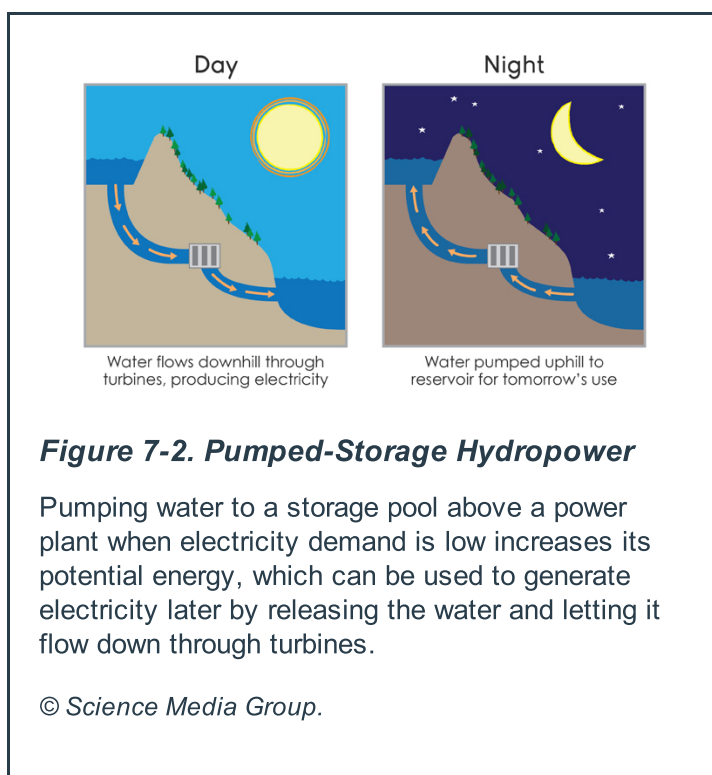 Day
Night
Water flows downhill through
turbines, producing electricity
Water pumped uphill to
reservoir for tomorrow's use
Figure 7-2. Pumped-Storage Hydropower
Pumping water to a storage pool above a power
plant when electricity demand is low increases its
potential energy, which can be used to generate
electricity later by releasing the water and letting it
flow down through turbines.
© Science Media Group.